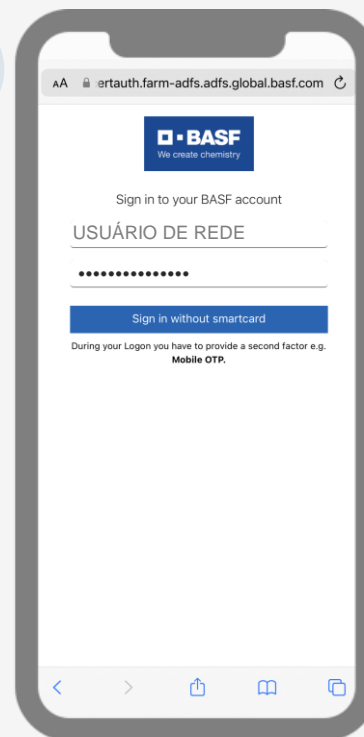 AA ertauth.farm-adfs.adfs.global.basf.com
BASF
We create chemistry
Sign in to your BASF account
USUÁRIO DE REDE
•••••••••••••••
Sign in without smartcard
During your Logon you have to provide a second factor e.g.
Mobile OTP.